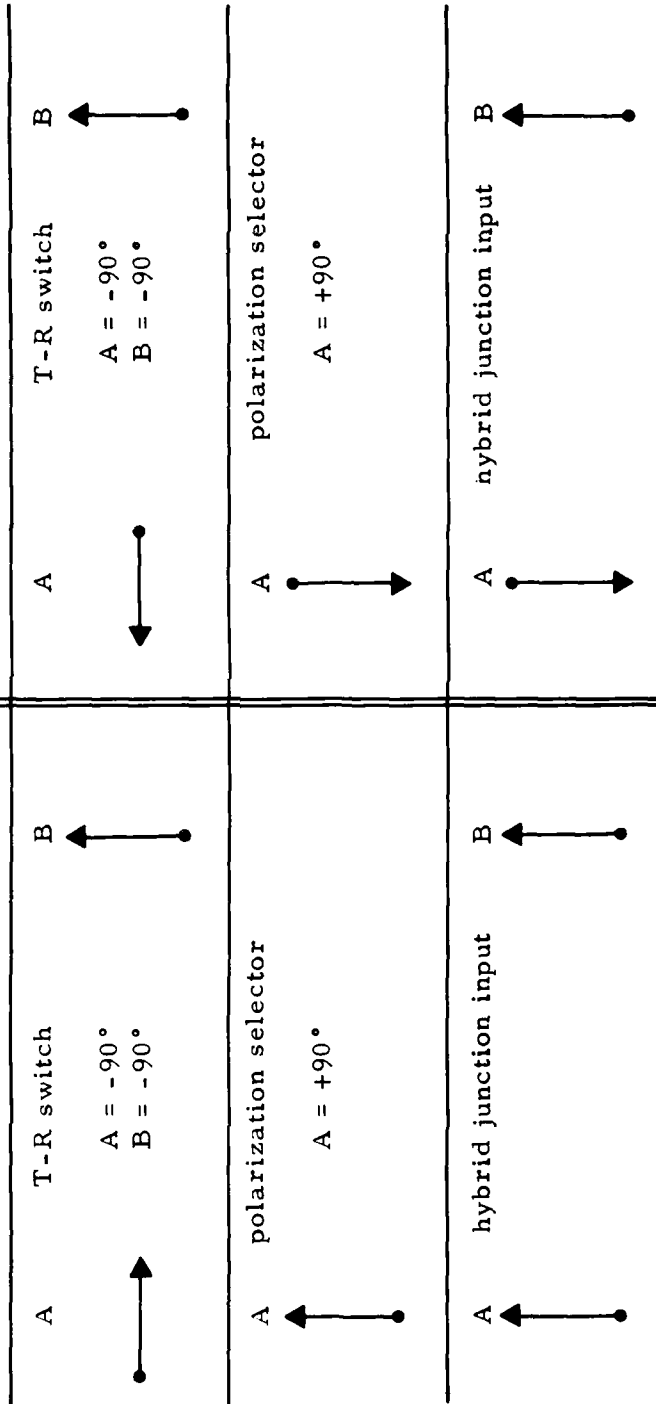 A T-R switch B
A = -90°
B = -90°
A polarization selector
A = +90°
A hybrid junction input B
A T-R switch B
A = -90°
B = -90°
A polarization selector
A = +90°
A hybrid junction input B